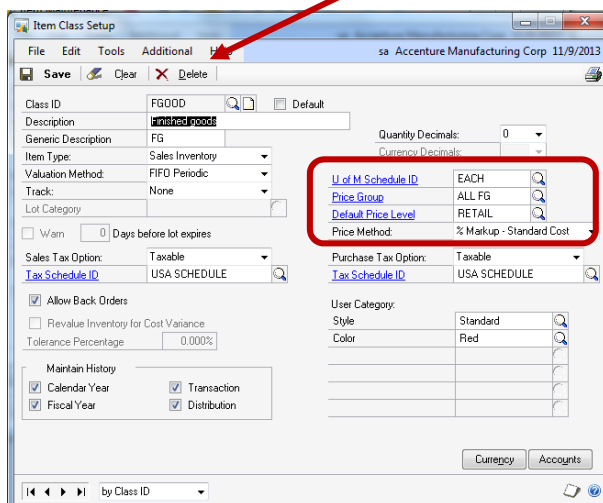 Item Class Setup
File Edit Tools Additional sa Accenture Manufacturing Corp 11/9/2013
Save Clear Delete
Class ID FGOOD Default
Description Finished goods
Generic Description FG Quantity Decimals: 0
Item Type: Sales Inventory Currency Decimals:
Valuation Method: FIFO Periodic U of M Schedule ID EACH
Track: None Price Group ALL FG
Lot Category Default Price Level RETAIL
Warn 0 Days before lot expires Price Method: % Markup - Standard Cost
Sales Tax Option: Taxable Purchase Tax Option: Taxable
Tax Schedule ID USA SCHEDULE Tax Schedule ID USA SCHEDULE
Allow Back Orders User Category:
Revalue Inventory for Cost Variance Style Standard
Tolerance Percentage 0.000% Color Red
Maintain History
Calendar Year Transaction
Fiscal Year Distribution
Currency Accounts
by Class ID